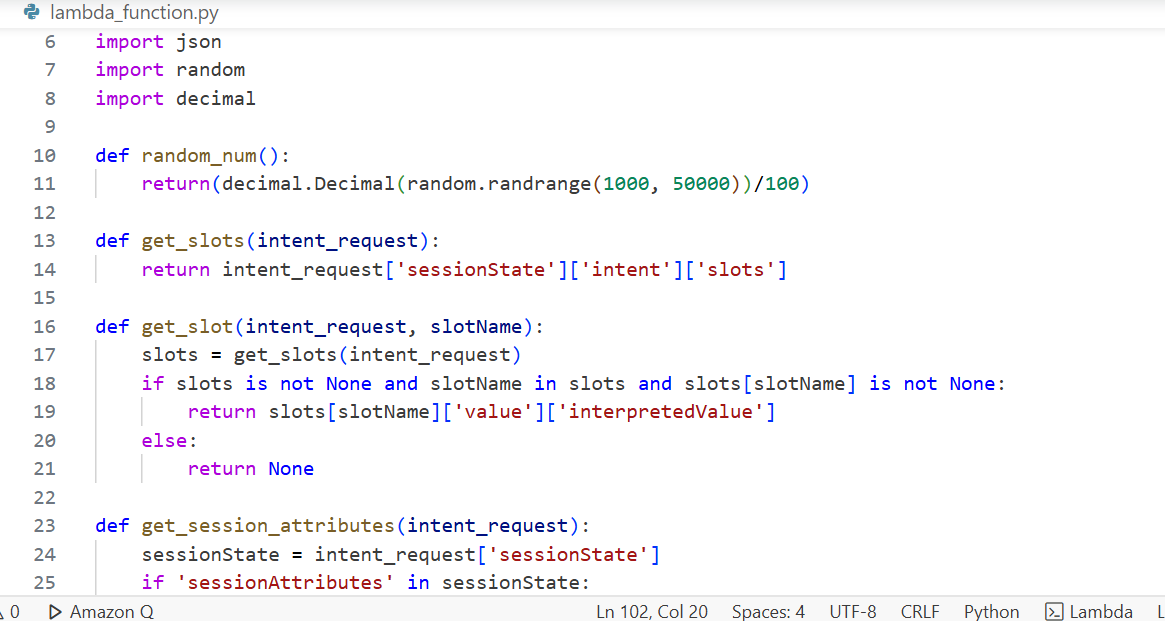 lambda_function.py
6 import json
7 import random
8 import decimal
9
10 def random_num():
11     return(decimal.Decimal(random.randrange(1000, 50000))/100)
12
13 def get_slots(intent_request):
14     return intent_request['sessionState']['intent']['slots']
15
16 def get_slot(intent_request, slotName):
17     slots = get_slots(intent_request)
18     if slots is not None and slotName in slots and slots[slotName] is not None:
19         return slots[slotName]['value']['interpretedValue']
20     else:
21         return None
22
23 def get_session_attributes(intent_request):
24     sessionState = intent_request['sessionState']
25     if 'sessionAttributes' in sessionState:
0 Amazon Q Ln 102, Col 20 Spaces: 4 UTF-8 CRLF Python Lambda L